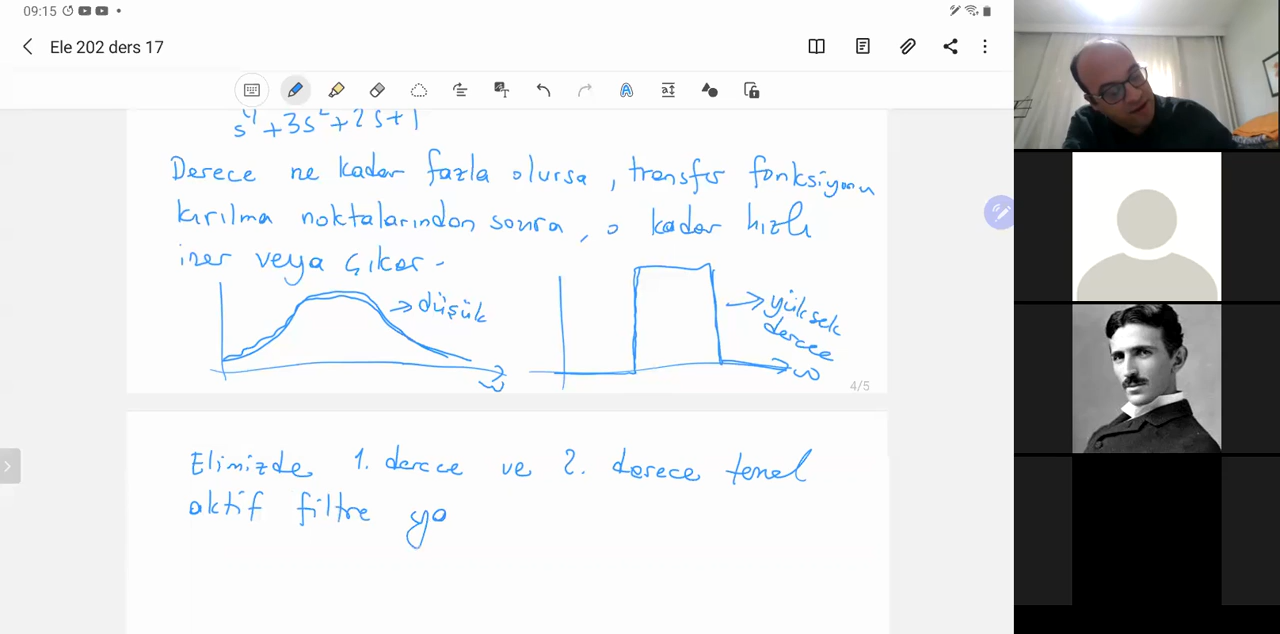 09:15
Ele 202 ders 17
s⁴+3s²+2s+1
Derece ne kadar fazla olursa, transfer fonksiyonu
kırılma noktalarından sonra, o kadar hızlı
iner veya çıkar.
→düşük
ω
→yüksek
derece
ω
4/5
Elimizde 1. derece ve 2. derece temel
aktif filtre ya